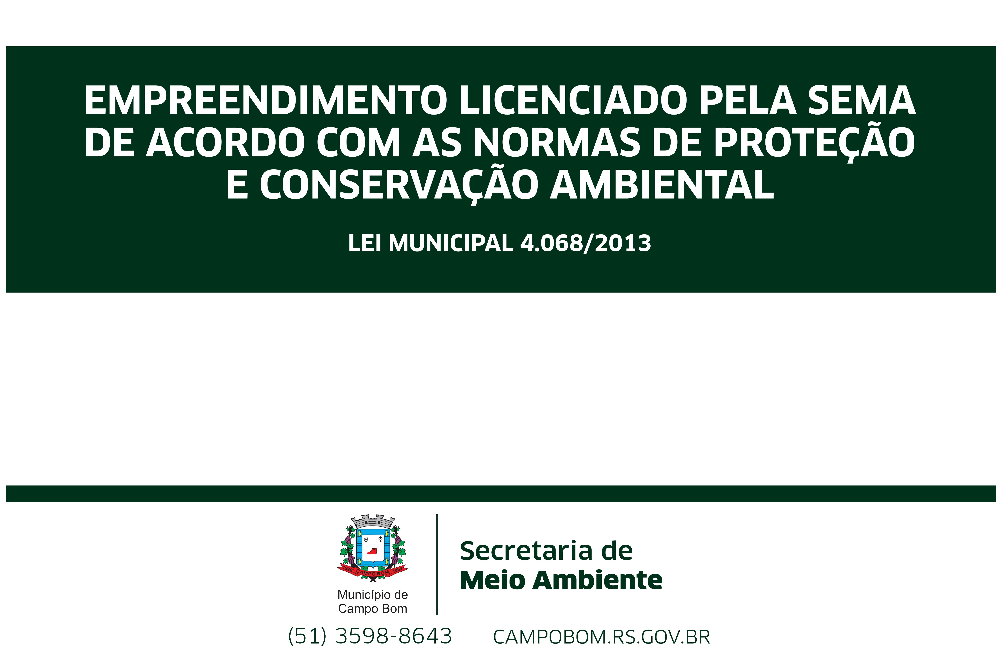 EMPREENDIMENTO LICENCIADO PELA SEMA
DE ACORDO COM AS NORMAS DE PROTEÇÃO
E CONSERVAÇÃO AMBIENTAL
LEI MUNICIPAL 4.068/2013
1926 CAMPO BOM 1959
Município de
Campo Bom
Secretaria de
Meio Ambiente
(51) 3598-8643
CAMPOBOM.RS.GOV.BR